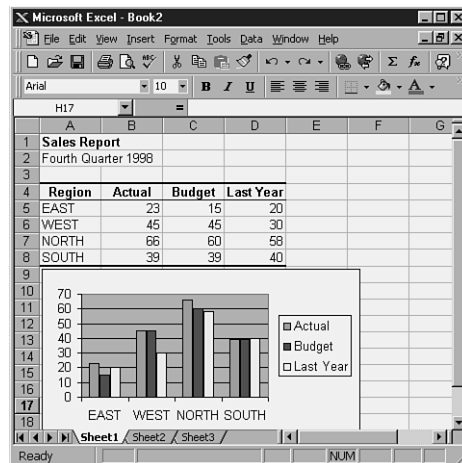 Microsoft Excel - Book2
File Edit View Insert Format Tools Data Window Help
Arial 10 B I U
H17 =
A B C D E F G
1 Sales Report
2 Fourth Quarter 1998
3
4 Region Actual Budget Last Year
5 EAST 23 15 20
6 WEST 45 45 30
7 NORTH 66 60 58
8 SOUTH 39 39 40
9
10
11
12
13
14
15
16
17
18
70
60
50
40
30
20
10
0
EAST WEST NORTH SOUTH
Actual
Budget
Last Year
Sheet1 Sheet2 Sheet3
Ready NUM